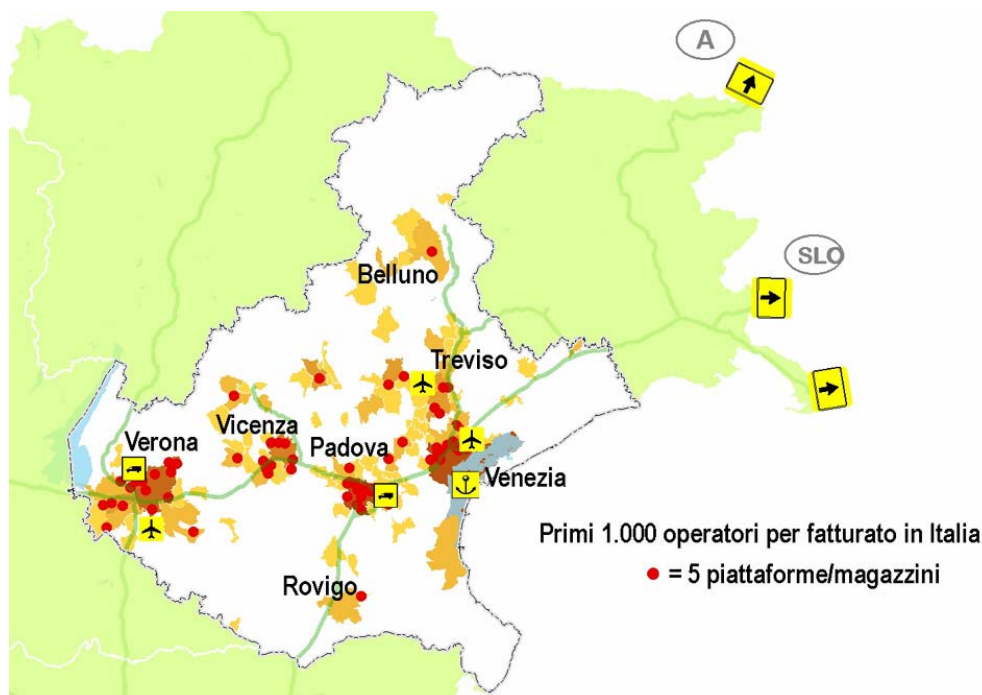 A
SLO
Belluno
Treviso
Vicenza
Verona
Padova
Venezia
Rovigo
Primi 1.000 operatori per fatturato in Italia
= 5 piattaforme/magazzini